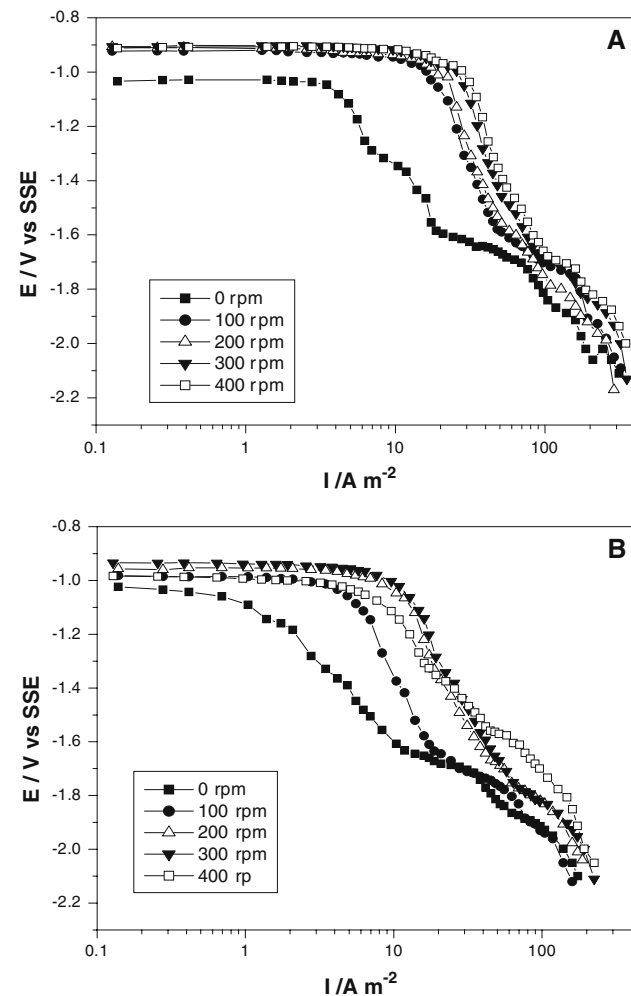 A
-0.8
-1.0
-1.2
-1.4
-1.6
-1.8
-2.0
-2.2
E / V vs SSE
0 rpm
100 rpm
200 rpm
300 rpm
400 rpm
0.1 1 10 100
I /A m-2
B
-0.8
-1.0
-1.2
-1.4
-1.6
-1.8
-2.0
-2.2
E / V vs SSE
0 rpm
100 rpm
200 rpm
300 rpm
400 rp
0.1 1 10 100
I /A m-2